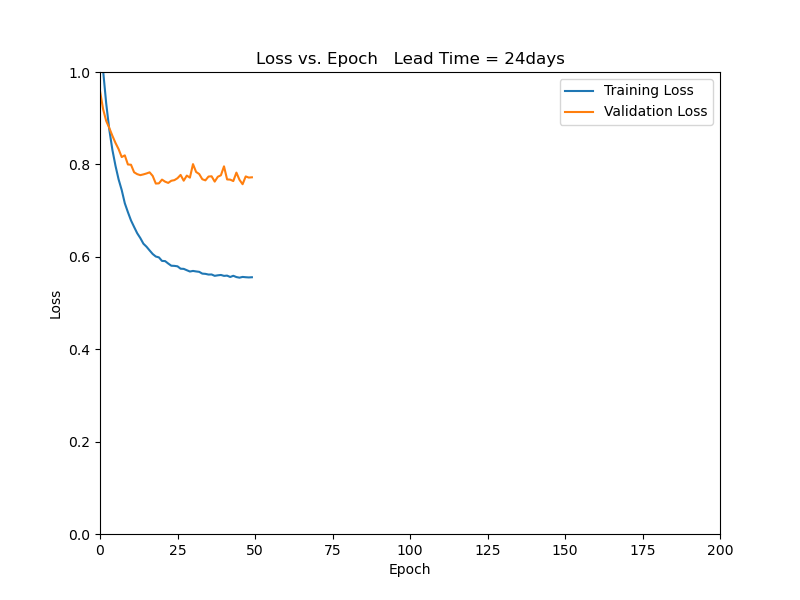 Loss vs. Epoch   Lead Time = 24days
Training Loss
Validation Loss
1.0
0.8
0.6
0.4
0.2
0.0
Loss
0 25 50 75 100 125 150 175 200
Epoch